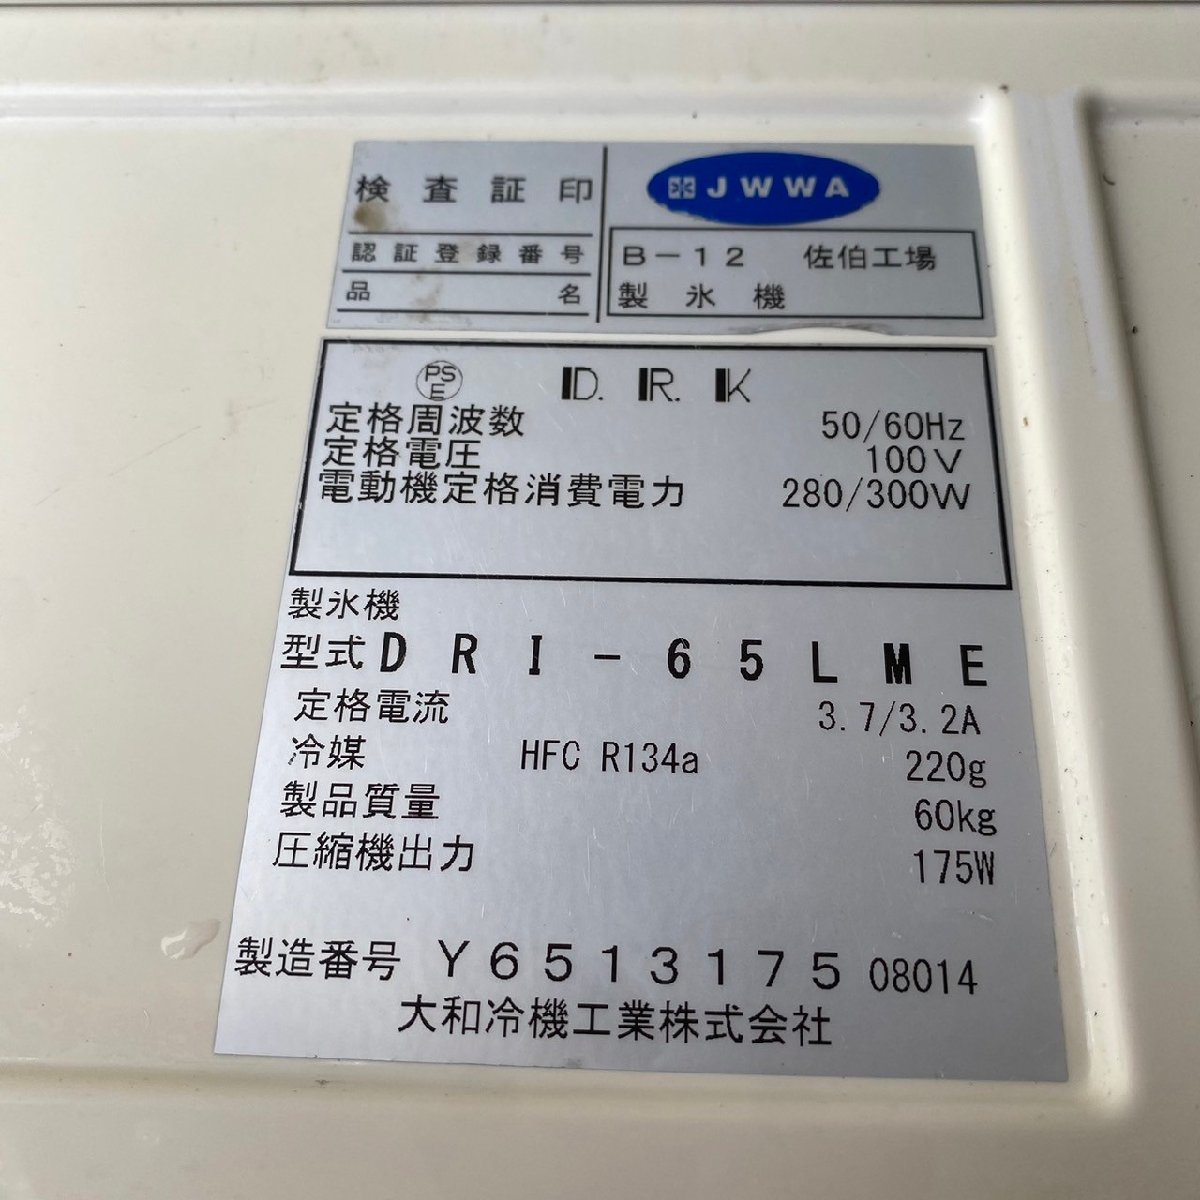 検査証印 JWWA
認証登録番号 B-12 佐伯工場
品名 製氷機
PSE D.R.K
定格周波数 50/60Hz
定格電圧 100V
電動機定格消費電力 280/300W
製氷機
型式 DRI-65LME
定格電流 3.7/3.2A
冷媒 HFC R134a 220g
製品質量 60kg
圧縮機出力 175W
製造番号 Y6513175 08014
大和冷機工業株式会社